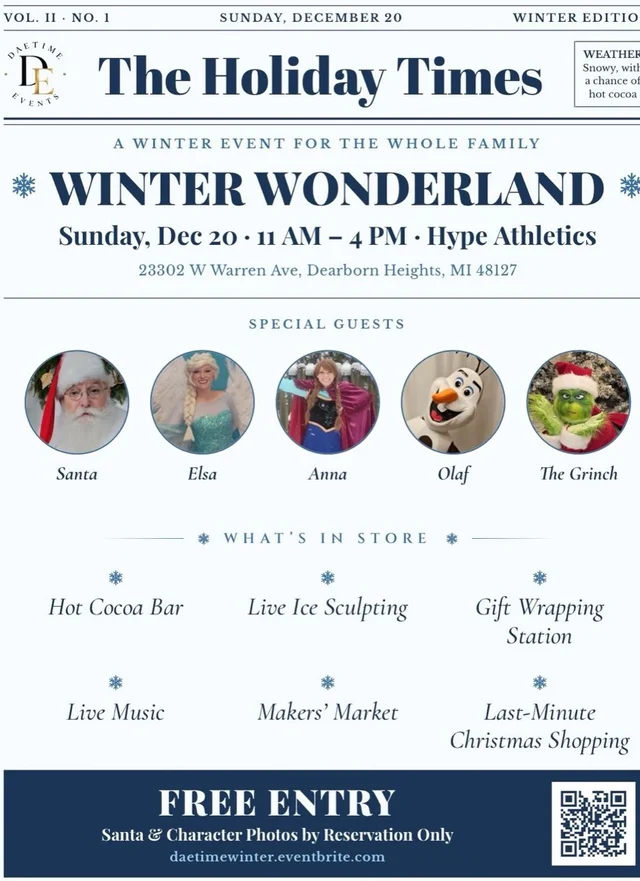 VOL. II · NO. 1
SUNDAY, DECEMBER 20
WINTER EDITIO
DAETIME
DE
EVENTS
The Holiday Times
WEATHER
Snowy, with
a chance of
hot cocoa
A WINTER EVENT FOR THE WHOLE FAMILY
WINTER WONDERLAND
Sunday, Dec 20 · 11 AM – 4 PM · Hype Athletics
23302 W Warren Ave, Dearborn Heights, MI 48127
SPECIAL GUESTS
Santa
Elsa
Anna
Olaf
The Grinch
WHAT'S IN STORE
Hot Cocoa Bar
Live Ice Sculpting
Gift Wrapping
Station
Live Music
Makers' Market
Last-Minute
Christmas Shopping
FREE ENTRY
Santa & Character Photos by Reservation Only
daetimewinter.eventbrite.com